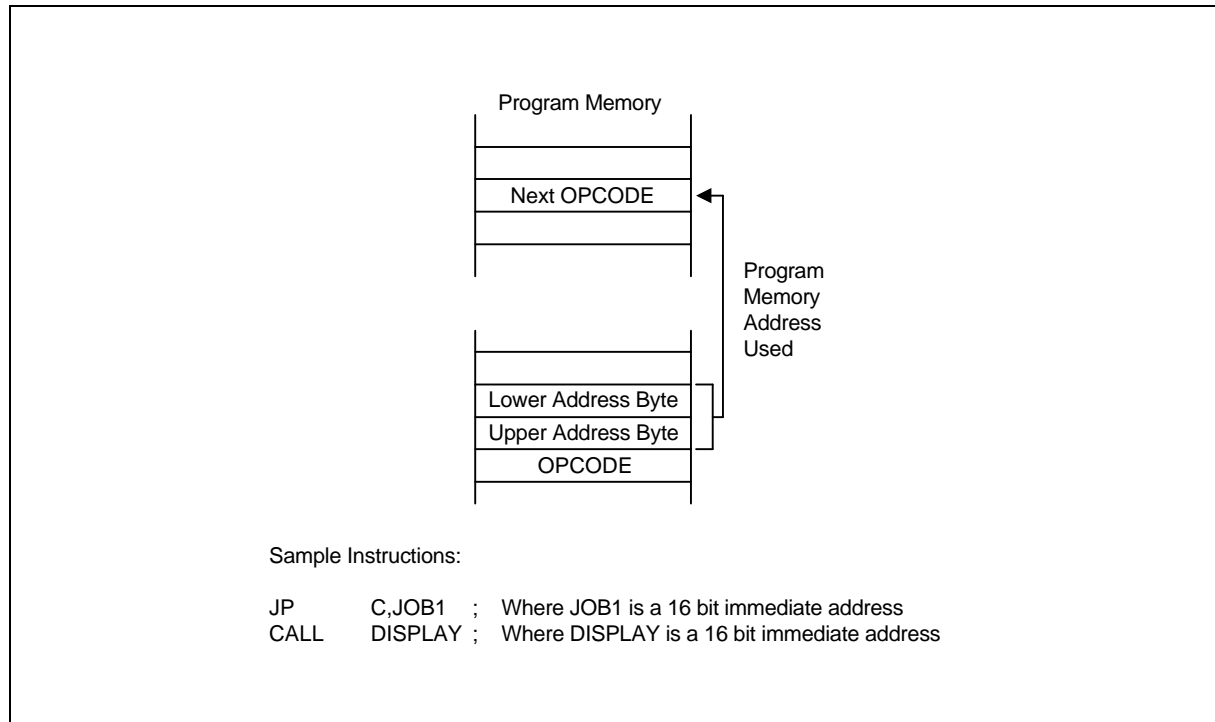 Program Memory
Next OPCODE
Program
Memory
Address
Used
Lower Address Byte
Upper Address Byte
OPCODE
Sample Instructions:
JP C,JOB1 ; Where JOB1 is a 16 bit immediate address
CALL DISPLAY ; Where DISPLAY is a 16 bit immediate address